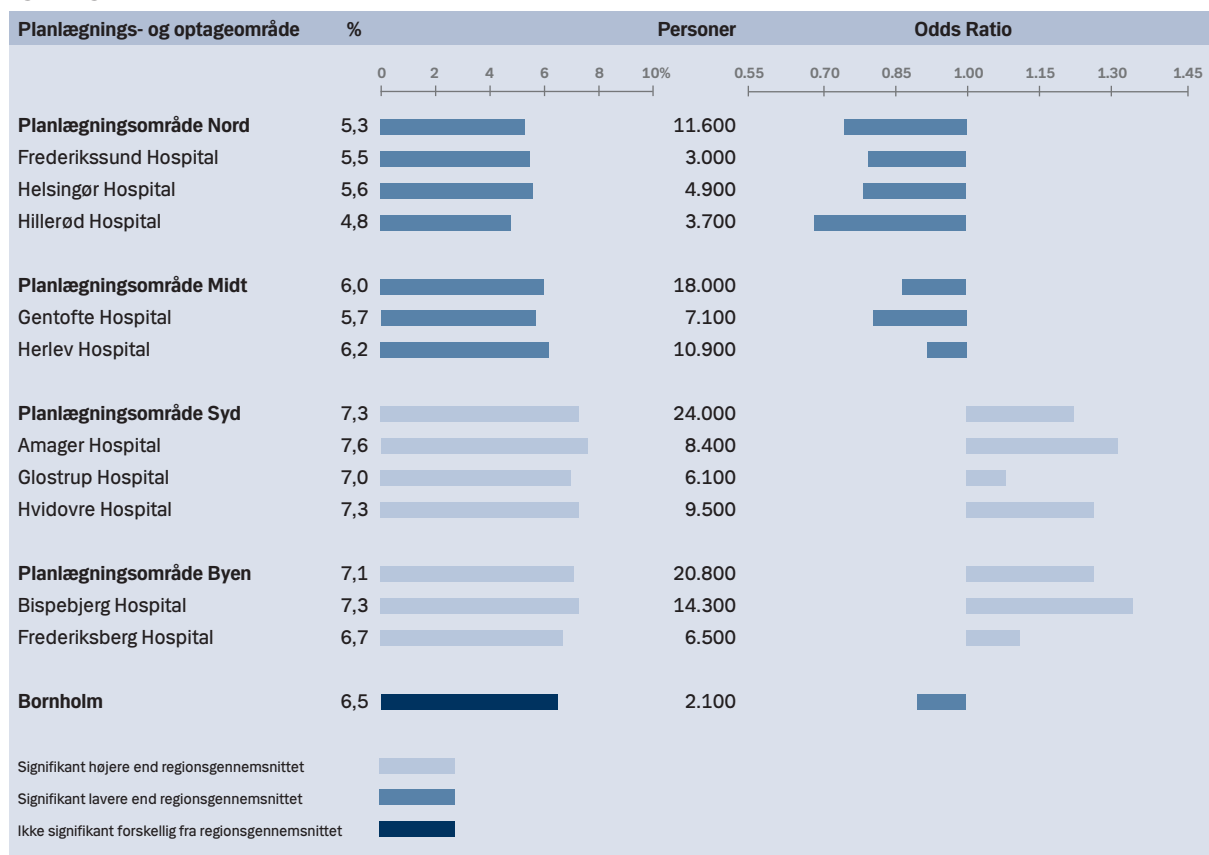 Planlægnings- og optageområde % Personer Odds Ratio
0 2 4 6 8 10% 0.55 0.70 0.85 1.00 1.15 1.30 1.45
Planlægningsområde Nord 5,3 11.600
Frederikssund Hospital 5,5 3.000
Helsingør Hospital 5,6 4.900
Hillerød Hospital 4,8 3.700
Planlægningsområde Midt 6,0 18.000
Gentofte Hospital 5,7 7.100
Herlev Hospital 6,2 10.900
Planlægningsområde Syd 7,3 24.000
Amager Hospital 7,6 8.400
Glostrup Hospital 7,0 6.100
Hvidovre Hospital 7,3 9.500
Planlægningsområde Byen 7,1 20.800
Bispebjerg Hospital 7,3 14.300
Frederiksberg Hospital 6,7 6.500
Bornholm 6,5 2.100
Signifikant højere end regionsgennemsnittet
Signifikant lavere end regionsgennemsnittet
Ikke signifikant forskellig fra regionsgennemsnittet